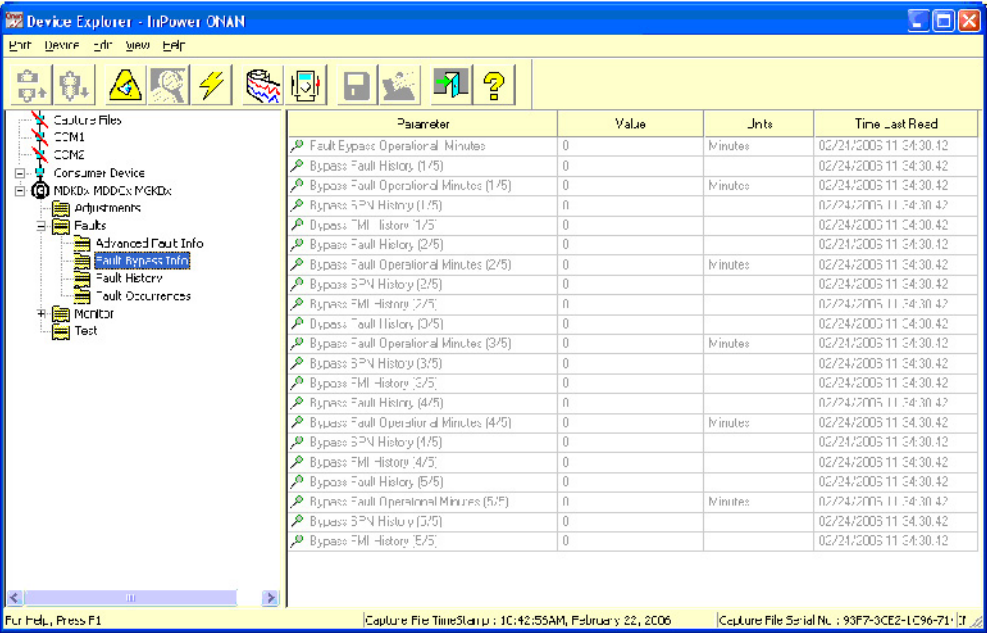 Device Explorer - InPower ONAN
Port Device Edit View Help
Capture Files
COM1
COM2
Consumer Device
MDKBx MDDCx MGKBx
Adjustments
Faults
Advanced Fault Info
Fault Bypass Info
Fault History
Fault Occurrences
Monitor
Test
Parameter Value Units Time Last Read
Fault Bypass Operational Minutes 0 Minutes 02/24/2006 11:34:30.42
Bypass Fault History (1/5) 0 02/24/2006 11:34:30.42
Bypass Fault Operational Minutes (1/5) 0 Minutes 02/24/2006 11:34:30.42
Bypass SPN History (1/5) 0 02/24/2006 11:34:30.42
Bypass FMI History (1/5) 0 02/24/2006 11:34:30.42
Bypass Fault History (2/5) 0 02/24/2006 11:34:30.42
Bypass Fault Operational Minutes (2/5) 0 Minutes 02/24/2006 11:34:30.42
Bypass SPN History (2/5) 0 02/24/2006 11:34:30.42
Bypass FMI History (2/5) 0 02/24/2006 11:34:30.42
Bypass Fault History (3/5) 0 02/24/2006 11:34:30.42
Bypass Fault Operational Minutes (3/5) 0 Minutes 02/24/2006 11:34:30.42
Bypass SPN History (3/5) 0 02/24/2006 11:34:30.42
Bypass FMI History (3/5) 0 02/24/2006 11:34:30.42
Bypass Fault History (4/5) 0 02/24/2006 11:34:30.42
Bypass Fault Operational Minutes (4/5) 0 Minutes 02/24/2006 11:34:30.42
Bypass SPN History (4/5) 0 02/24/2006 11:34:30.42
Bypass FMI History (4/5) 0 02/24/2006 11:34:30.42
Bypass Fault History (5/5) 0 02/24/2006 11:34:30.42
Bypass Fault Operational Minutes (5/5) 0 Minutes 02/24/2006 11:34:30.42
Bypass SPN History (5/5) 0 02/24/2006 11:34:30.42
Bypass FMI History (5/5) 0 02/24/2006 11:34:30.42
For Help, Press F1 Capture File TimeStamp : 10:42:55AM, February 22, 2006 Capture File Serial No : 93F7-3CE2-1C96-71-